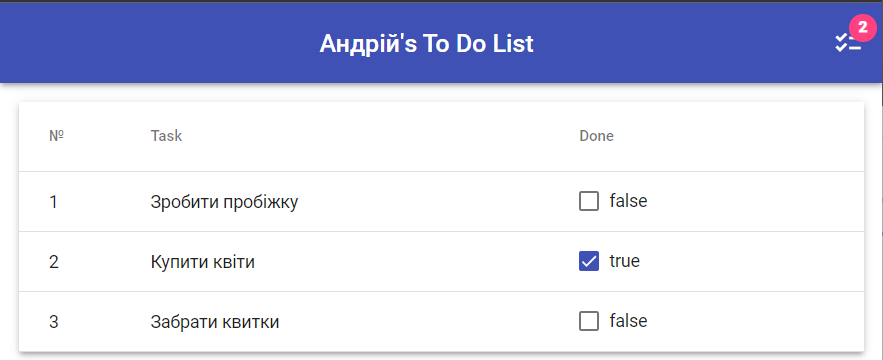 Андрій's To Do List
2
№ Task Done
1 Зробити пробіжку false
2 Купити квіти true
3 Забрати квитки false